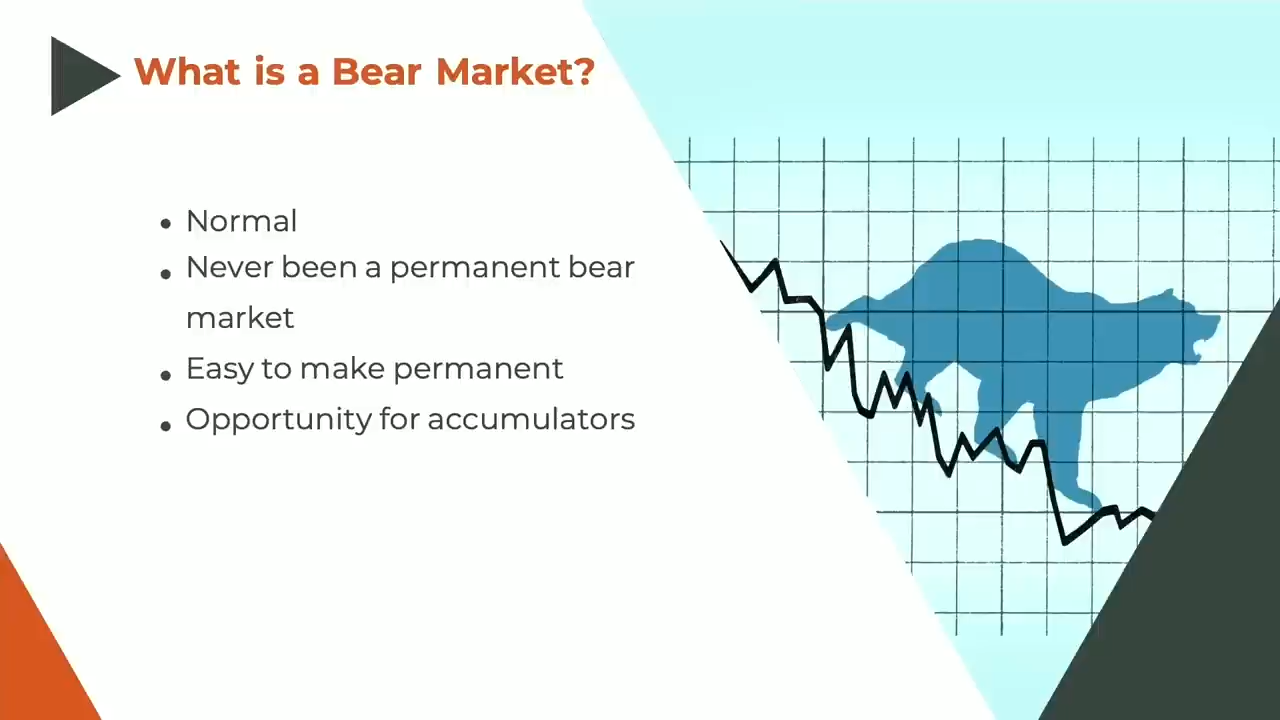 What is a Bear Market?
• Normal
• Never been a permanent bear
market
• Easy to make permanent
• Opportunity for accumulators